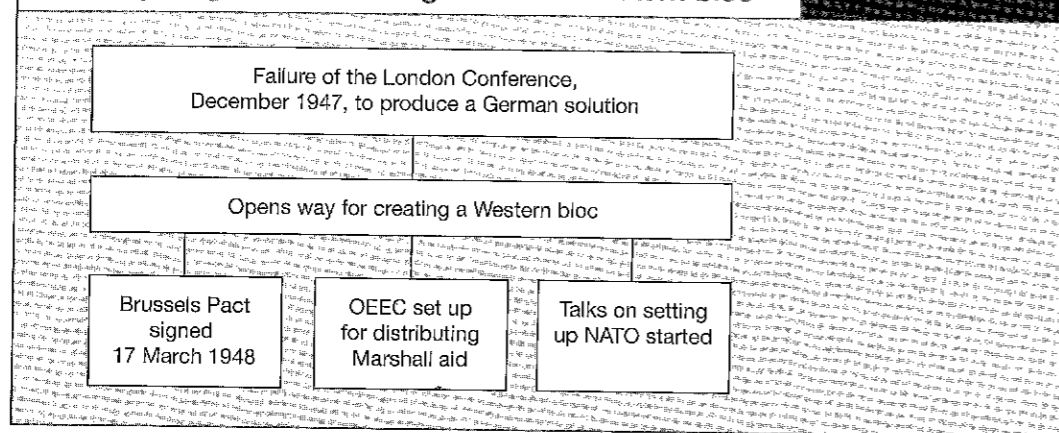 Failure of the London Conference,
December 1947, to produce a German solution
Opens way for creating a Western bloc
Brussels Pact
signed
17 March 1948
OEEC set up
for distributing
Marshall aid
Talks on setting
up NATO started